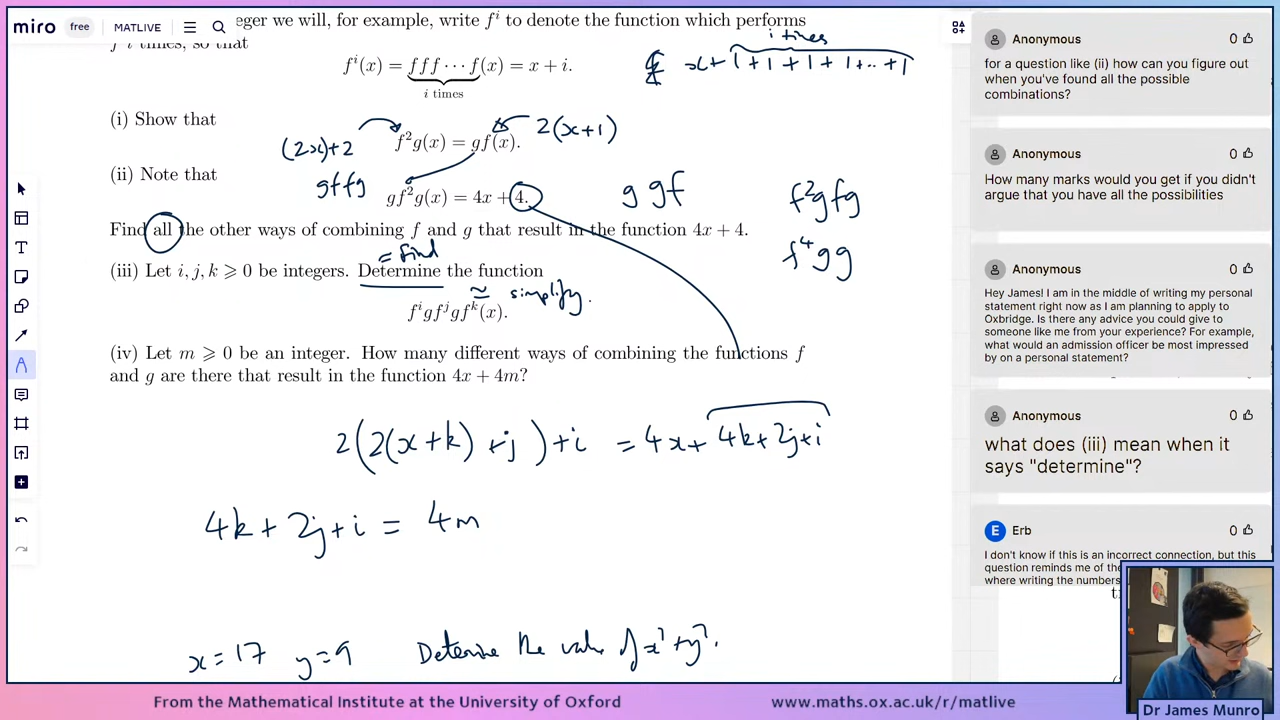 miro free MATLIVE
eger we will, for example, write fⁱ to denote the function which performs
f i times, so that
fⁱ(x) = fff ⋯ f(x) = x + i.
i times
i times
x+1+1+1+1+..+1
(i) Show that
f²g(x) = gf(x).
(2x)+2
2(x+1)
(ii) Note that
gffg
gf²g(x) = 4x + 4.
g gf
f²gfg
Find all the other ways of combining f and g that result in the function 4x + 4.
f⁴gg
= find
(iii) Let i, j, k ⩾ 0 be integers. Determine the function
≃ simplify.
fⁱgfʲgfᵏ(x).
(iv) Let m ⩾ 0 be an integer. How many different ways of combining the functions f
and g are there that result in the function 4x + 4m?
2(2(x+k)+j)+i = 4x+4k+2j+i
4k+2j+i = 4m
x=17 y=9 Determine the value of x⁷+y⁷.
Anonymous 0
for a question like (ii) how can you figure out
when you've found all the possible
combinations?
Anonymous 0
How many marks would you get if you didn't
argue that you have all the possibilities
Anonymous 0
Hey James! I am in the middle of writing my personal
statement right now as I am planning to apply to
Oxbridge. Is there any advice you could give to
someone like me from your experience? For example,
what would an admission officer be most impressed
by on a personal statement?
Anonymous 0
what does (iii) mean when it
says "determine"?
E Erb 0
I don't know if this is an incorrect connection, but this
question reminds me of the
where writing the numbers
From the Mathematical Institute at the University of Oxford
www.maths.ox.ac.uk/r/matlive
Dr James Munro